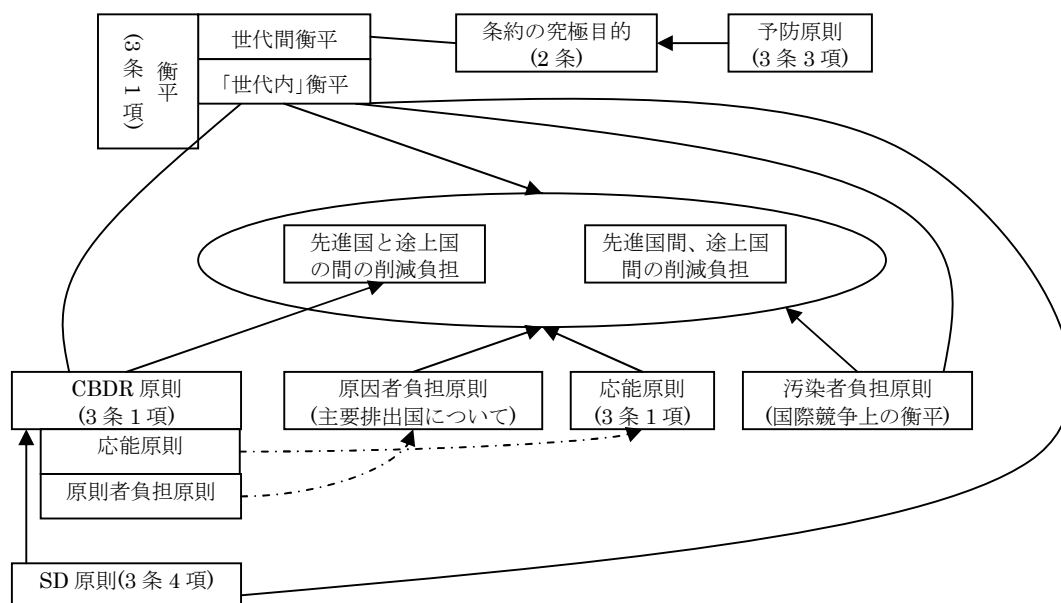 衡平
(3条1項)
世代間衡平
「世代内」衡平
条約の究極目的
(2条)
予防原則
(3条3項)
先進国と途上国
の間の削減負担
先進国間、途上国
間の削減負担
CBDR 原則
(3条1項)
応能原則
原則者負担原則
原因者負担原則
(主要排出国について)
応能原則
(3条1項)
汚染者負担原則
(国際競争上の衡平)
SD 原則(3条4項)